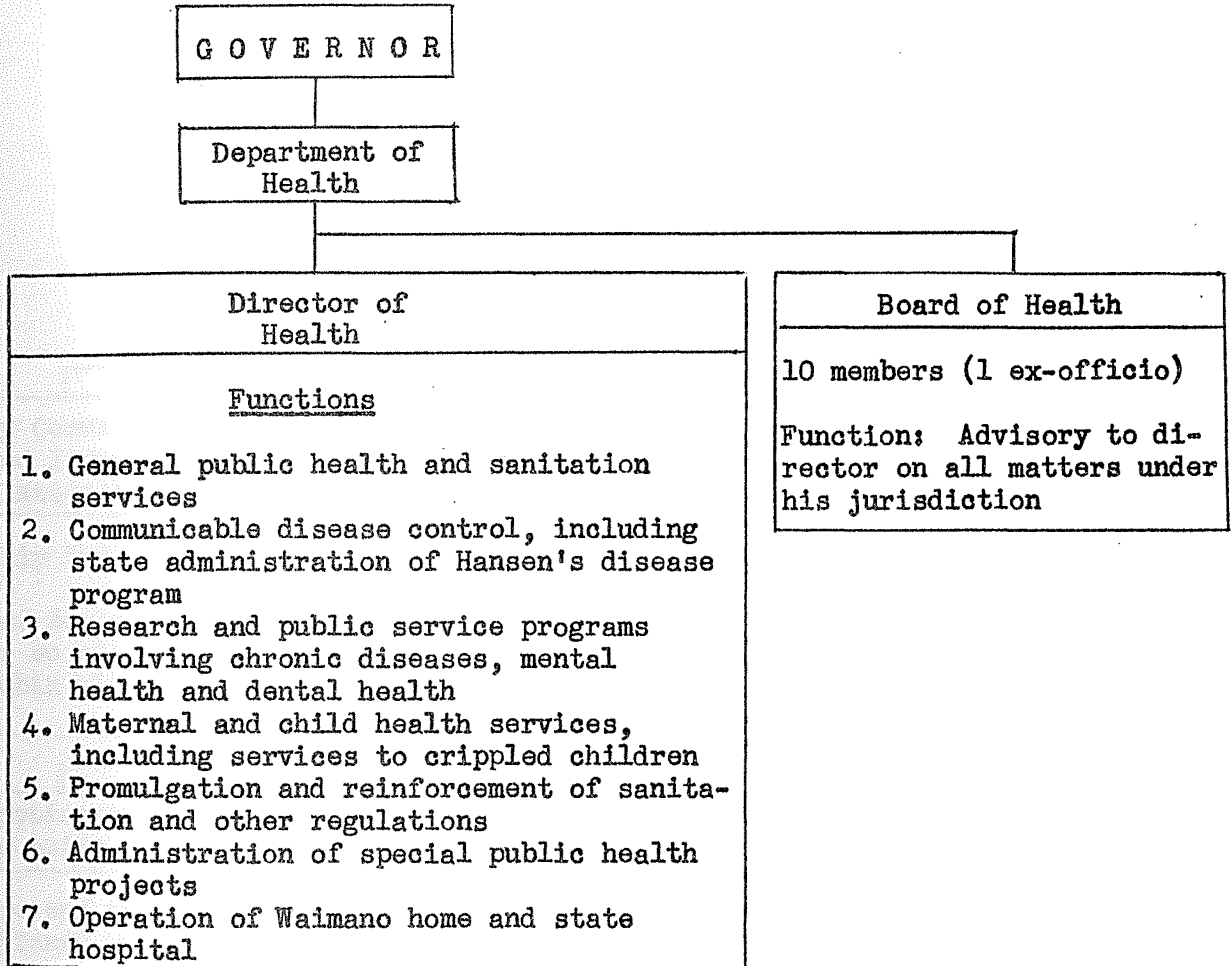 G O V E R N O R
Department of
Health
Director of
Health
Functions
1. General public health and sanitation
services
2. Communicable disease control, including
state administration of Hansen's disease
program
3. Research and public service programs
involving chronic diseases, mental
health and dental health
4. Maternal and child health services,
including services to crippled children
5. Promulgation and reinforcement of sanita-
tion and other regulations
6. Administration of special public health
projects
7. Operation of Waimano home and state
hospital
Board of Health
10 members (1 ex-officio)
Function: Advisory to di-
rector on all matters under
his jurisdiction